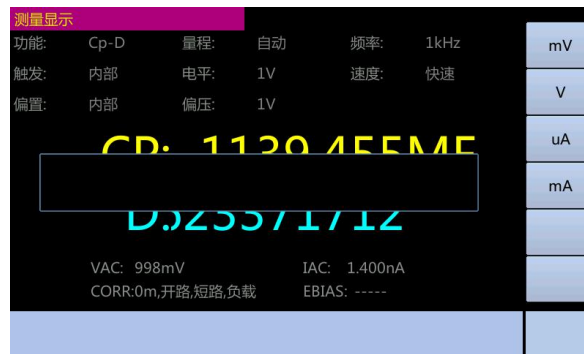 测量显示
功能: Cp-D 量程: 自动 频率: 1kHz
触发: 内部 电平: 1V 速度: 快速
偏置: 内部 偏压: 1V
mV
V
uA
mA
VAC: 998mV IAC: 1.400nA
CORR:0m,开路,短路,负载 EBIAS: -----